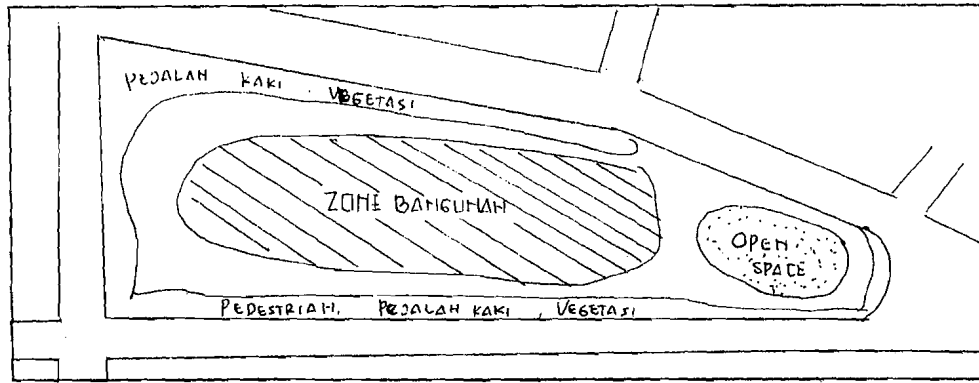 PEJALAN KAKI . VEGETASI
ZONE BANGUNAN
OPEN
SPACE
PEDESTRIAN, PEJALAN KAKI , VEGETASI